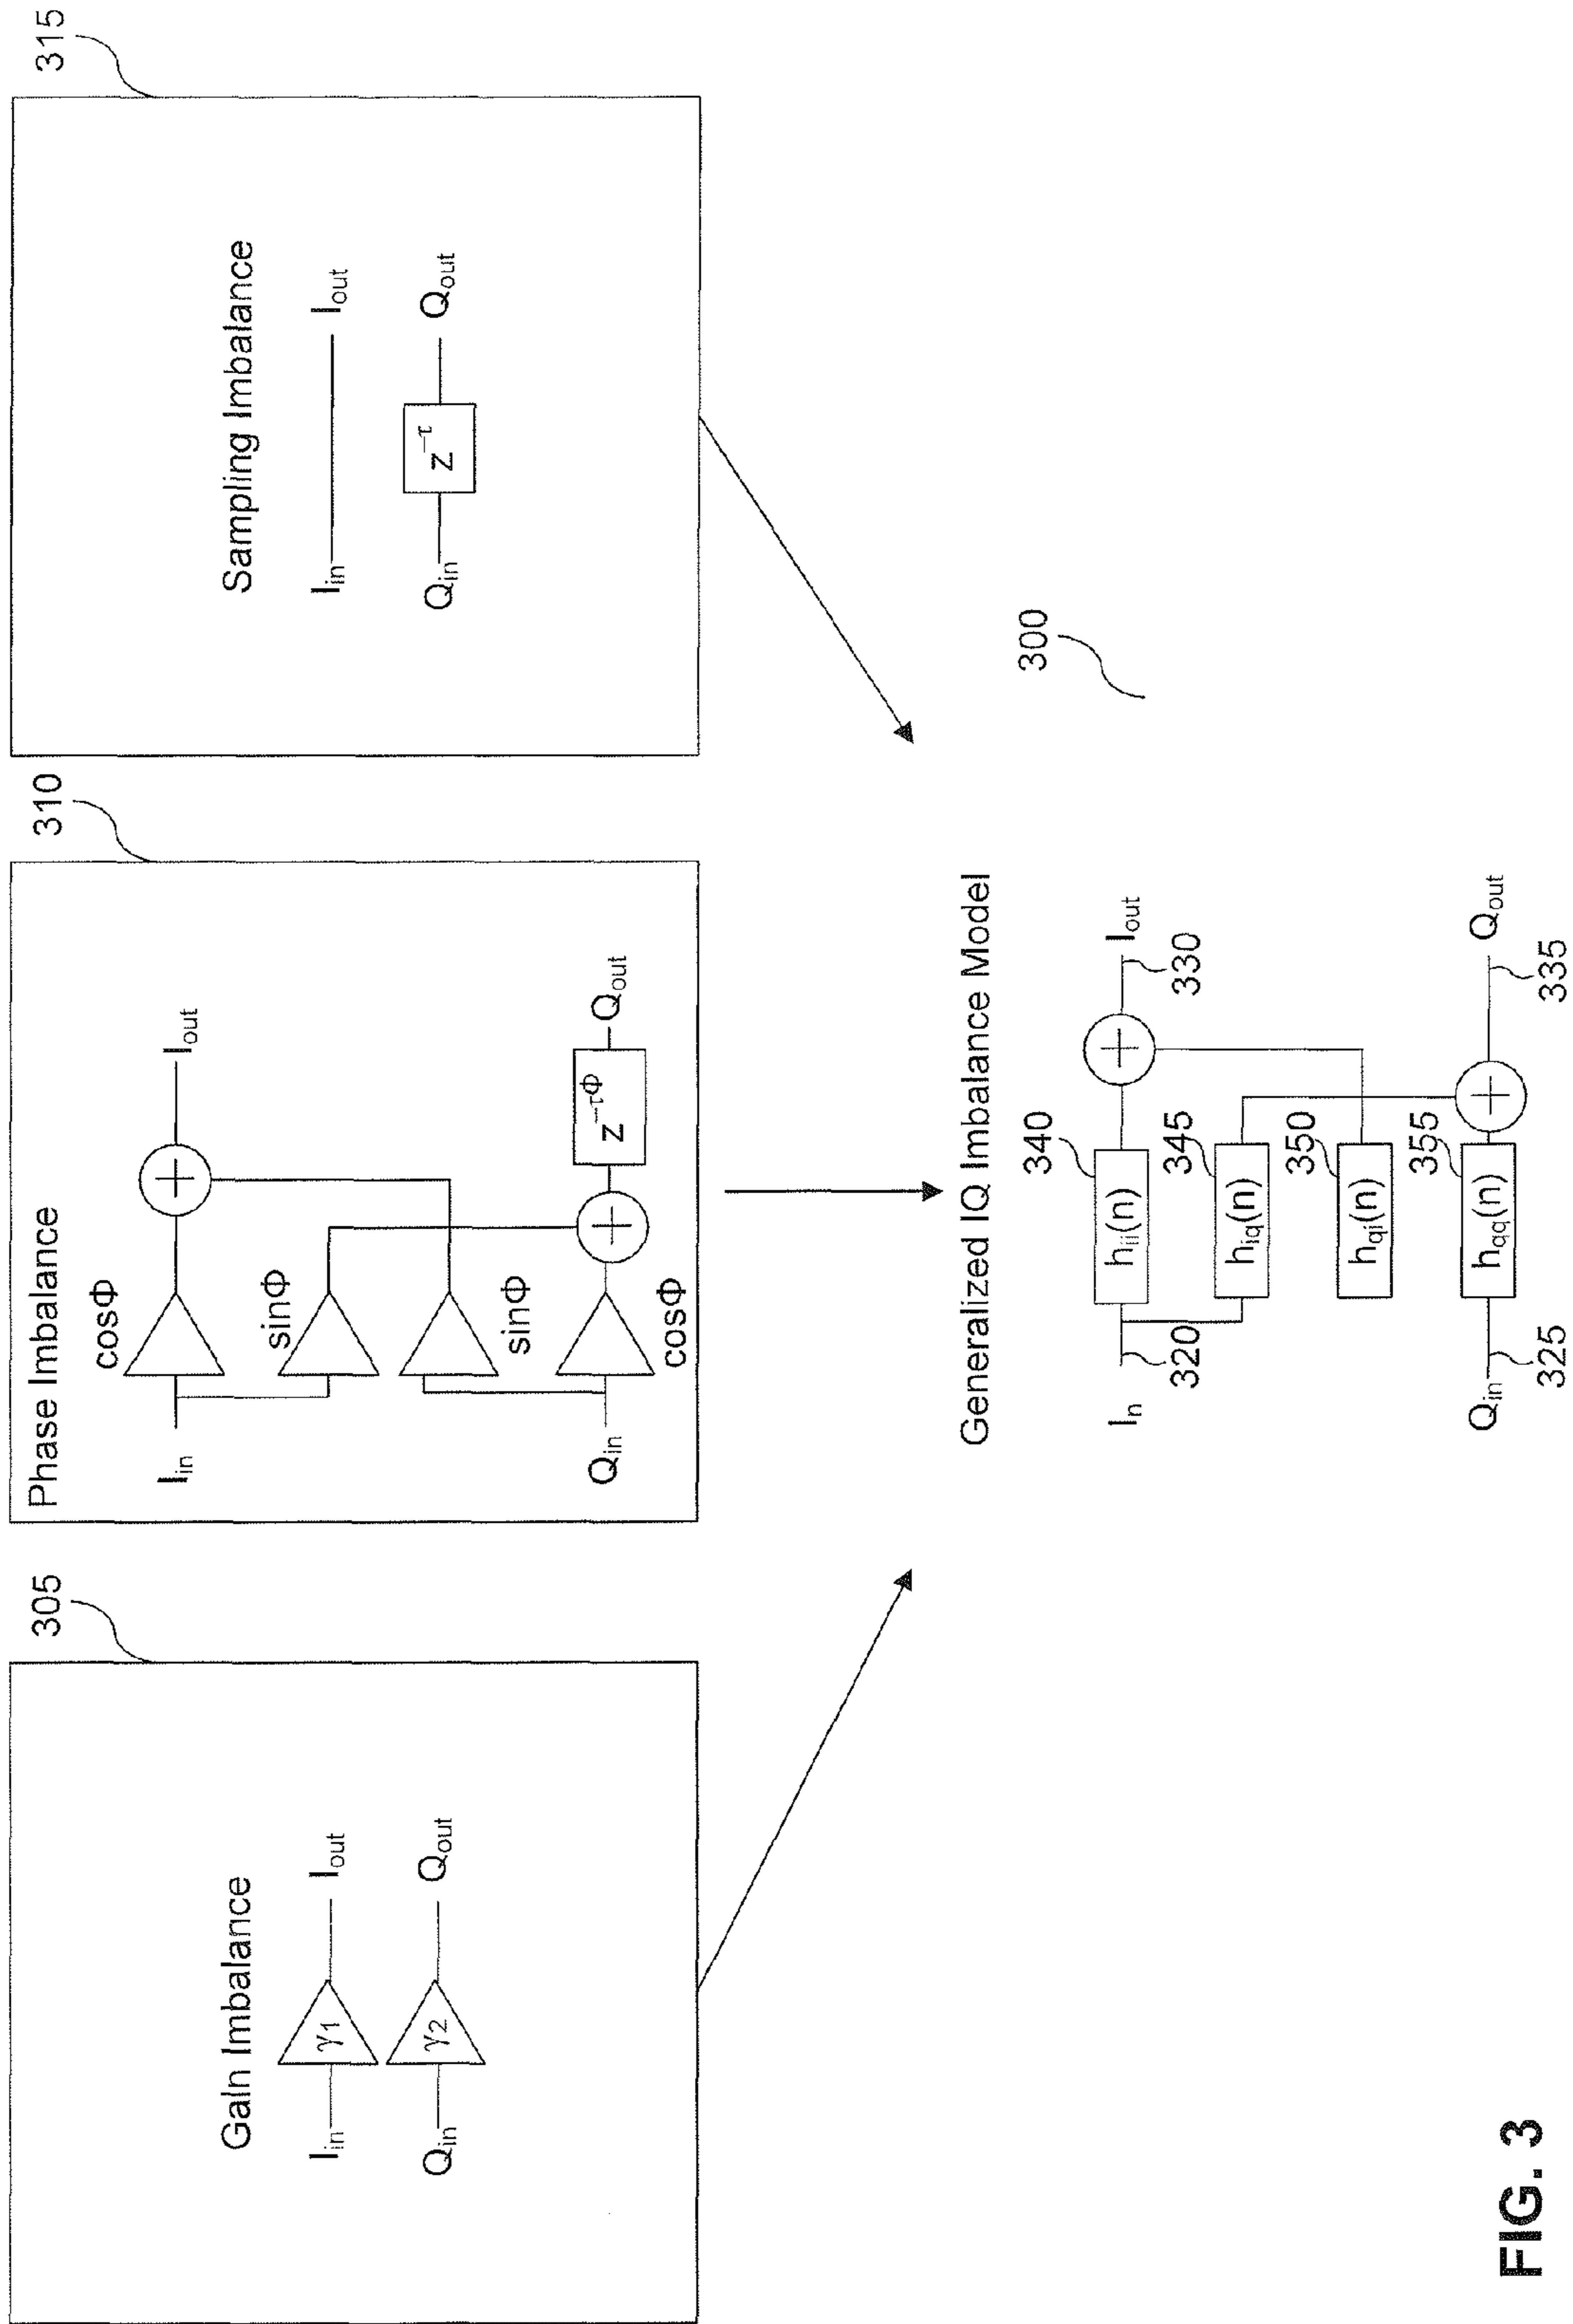 305
Gain Imbalance
I_in γ1 I_out
Q_in γ2 Q_out
310
Phase Imbalance
cosΦ
I_in I_out
sinΦ
sinΦ
Q_in z^-τΦ Q_out
cosΦ
315
Sampling Imbalance
I_in I_out
Q_in z^-τ Q_out
300
Generalized IQ Imbalance Model
340
I_n h_ii(n) I_out
320 330
345
h_iq(n)
350
h_qi(n)
355
Q_in h_qq(n) Q_out
325 335
FIG. 3